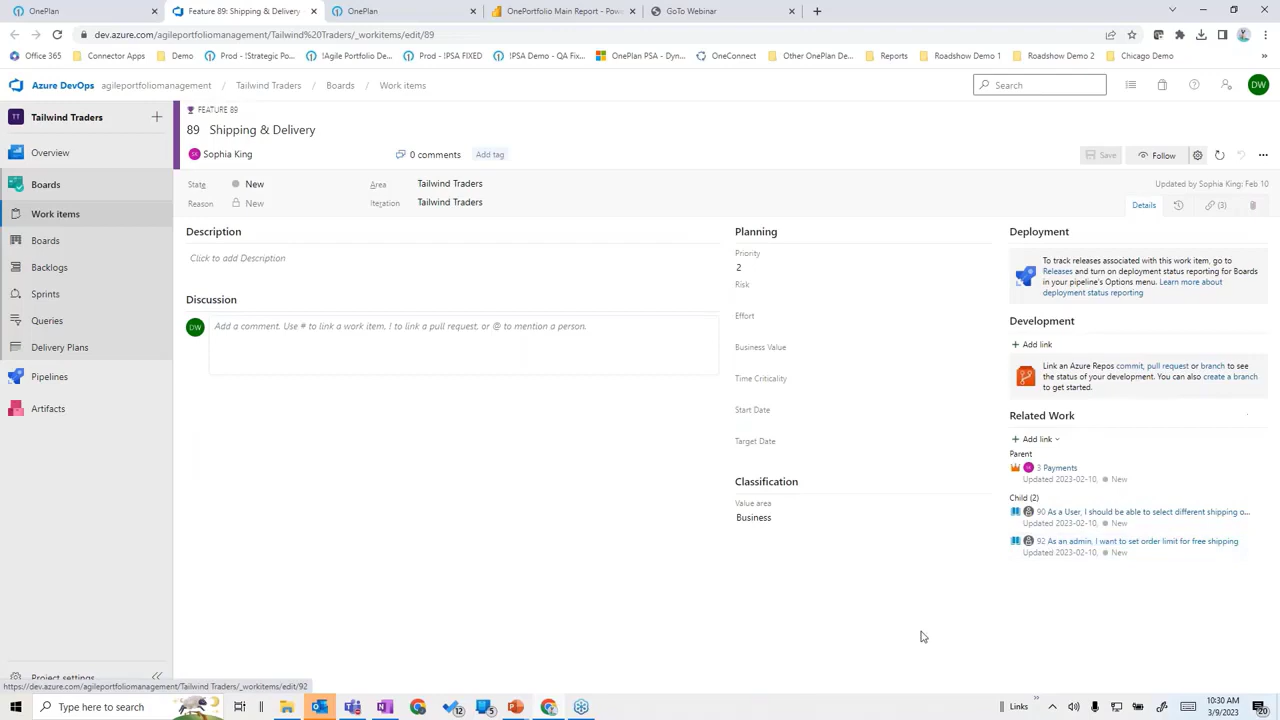 OnePlan
Feature 89: Shipping & Delivery
OnePlan
OnePortfolio Main Report - Powe
GoTo Webinar
dev.azure.com/agileportfoliomanagement/Tailwind%20Traders/_workitems/edit/89
Office 365
Connector Apps
Demo
Prod - !Strategic Po...
!Agile Portfolio De...
Prod - !PSA FIXED
!PSA Demo - QA Fix...
OnePlan PSA - Dyn...
OneConnect
Other OnePlan De...
Reports
Roadshow Demo 1
Roadshow Demo 2
Chicago Demo
»
Azure DevOps
agileportfoliomanagement / Tailwind Traders / Boards / Work items
Search
DW
TT
Tailwind Traders
Overview
Boards
Work items
Boards
Backlogs
Sprints
Queries
Delivery Plans
Pipelines
Artifacts
Project settings
FEATURE 89
89 Shipping & Delivery
SK Sophia King
0 comments
Add tag
Save
Follow
State
New
Area
Tailwind Traders
Updated by Sophia King: Feb 10
Reason
New
Iteration
Tailwind Traders
Details
(3)
Description
Click to add Description
Discussion
DW
Add a comment. Use # to link a work item, ! to link a pull request, or @ to mention a person.
Planning
Priority
2
Risk
Effort
Business Value
Time Criticality
Start Date
Target Date
Classification
Value area
Business
Deployment
To track releases associated with this work item, go to
Releases and turn on deployment status reporting for Boards
in your pipeline's Options menu. Learn more about
deployment status reporting
Development
+ Add link
Link an Azure Repos commit, pull request or branch to see
the status of your development. You can also create a branch
to get started.
Related Work
+ Add link
Parent
3 Payments
Updated 2023-02-10, New
Child (2)
90 As a User, I should be able to select different shipping o...
Updated 2023-02-10, New
92 As an admin, I want to set order limit for free shipping
Updated 2023-02-10, New
https://dev.azure.com/agileportfoliomanagement/Tailwind Traders/_workitems/edit/92
Type here to search
12
5
Links
»
10:30 AM
3/9/2023
20